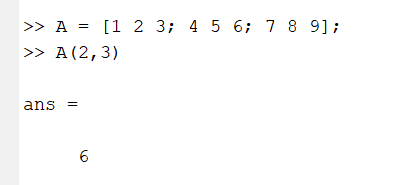 >> A = [1 2 3; 4 5 6; 7 8 9];
>> A(2,3)
ans =
6